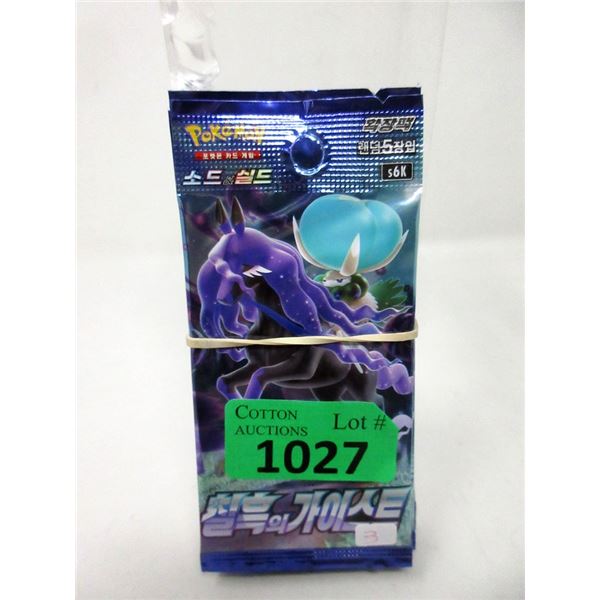 Pokémon
포켓몬 카드 게임
소드&실드
확장팩
랜덤5장입
s6K
COTTON
AUCTIONS
Lot #
1027
칠흑의 가이스트
3